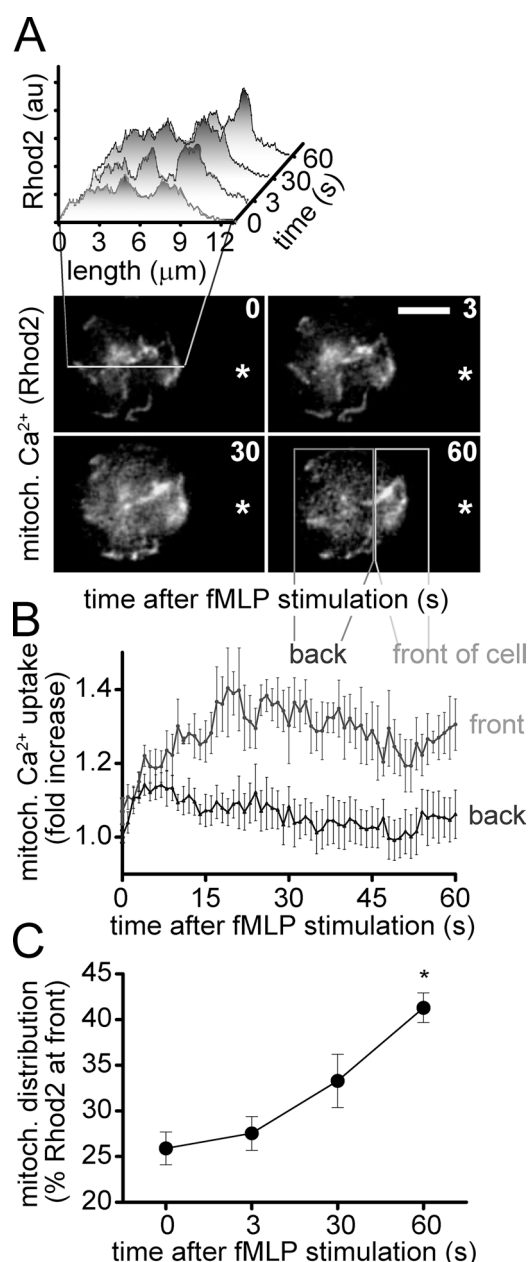 A
Rhod2 (au)
60
30
3
0
time (s)
0 3 6 9 12
length (μm)
mitoch. Ca²⁺ (Rhod2)
0
3
*
*
30
60
*
*
time after fMLP stimulation (s)
B
back
front of cell
mitoch. Ca²⁺ uptake
(fold increase)
1.4
1.2
1.0
front
back
0 15 30 45 60
time after fMLP stimulation (s)
C
mitoch. distribution
(% Rhod2 at front)
45
40
35
30
25
20
*
0 3 30 60
time after fMLP stimulation (s)